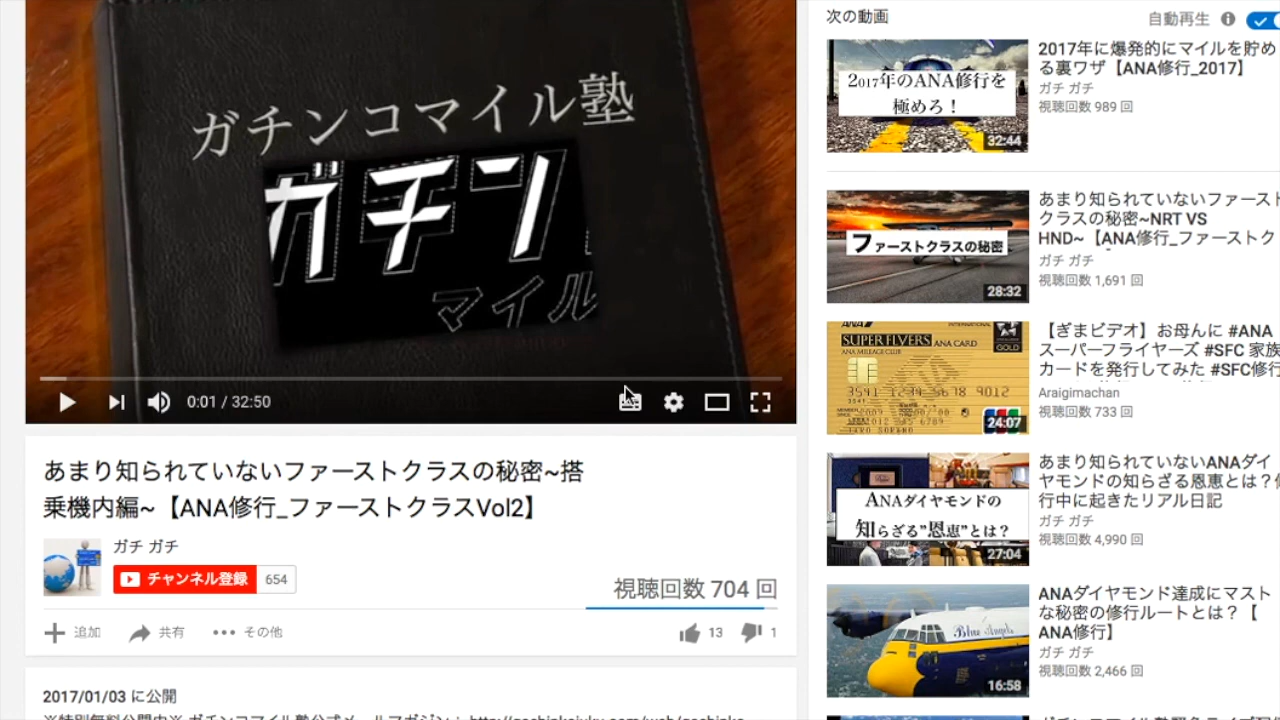 ガチンコマイル塾
ガチン
マイル
1:07 / 32:50
あまり知られていないファーストクラスの秘密~搭
乗機内編~【ANA修行_ファーストクラスVol2】
ガチ ガチ
チャンネル登録 654
視聴回数 704 回
追加 共有 その他 13 1
2017/01/03 に公開
次の動画
自動再生
2017年のANA修行を
極めろ！
32:44
2017年に爆発的にマイルを貯め
る裏ワザ【ANA修行_2017】
ガチ ガチ
視聴回数 989 回
ファーストクラスの秘密
28:32
あまり知られていないファースト
クラスの秘密~NRT VS
HND~【ANA修行_ファーストク
ガチ ガチ
視聴回数 1,691 回
ANA INTERNATIONAL
SUPER FLYERS ANA CARD
ANA MILEAGE CLUB
GOLD
3541 1234 5678 9012
3541
TARO SORANO
24:07
【ぎまビデオ】お母んに #ANA
スーパーフライヤーズ #SFC 家族
カードを発行してみた #SFC修行
Araigimachan
視聴回数 733 回
ANAダイヤモンドの
知らざる"恩恵"とは？
27:04
あまり知られていないANAダイ
ヤモンドの知らざる恩恵とは？修
行中に起きたリアル日記
ガチ ガチ
視聴回数 4,990 回
Blue Angels
16:58
ANAダイヤモンド達成にマスト
な秘密の修行ルートとは？【
ANA修行】
ガチ ガチ
視聴回数 2,466 回